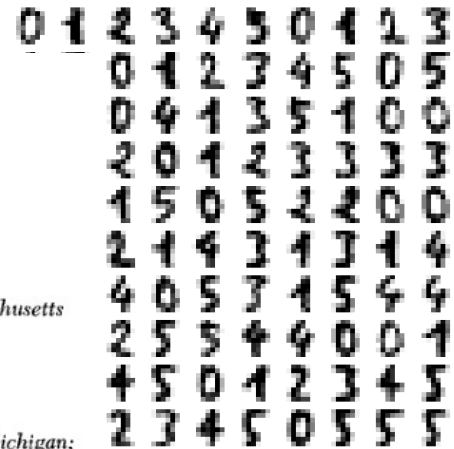 0 1 2 3 4 5 0 1 2 3
0 1 2 3 4 5 0 5
0 4 1 3 5 1 0 0
2 0 1 2 3 3 3 3
1 5 0 5 2 2 0 0
2 1 4 3 1 3 1 4
4 0 5 3 1 5 4 4
husetts
2 5 5 4 4 0 0 1
4 5 0 1 2 3 4 5
2 3 4 5 0 5 5 5
ichigan;